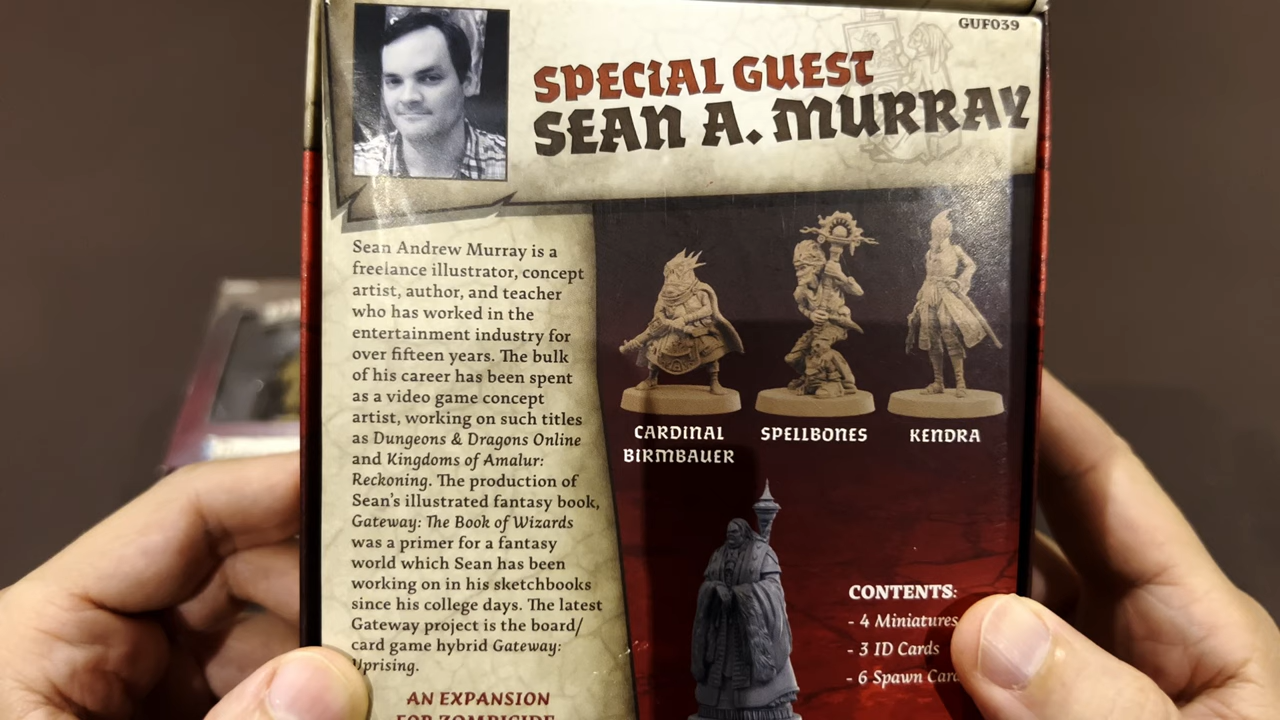 GUF039
SPECIAL GUEST
SEAN A. MURRAY
Sean Andrew Murray is a
freelance illustrator, concept
artist, author, and teacher
who has worked in the
entertainment industry for
over fifteen years. The bulk
of his career has been spent
as a video game concept
artist, working on such titles
as Dungeons & Dragons Online
and Kingdoms of Amalur:
Reckoning. The production of
Sean's illustrated fantasy book,
Gateway: The Book of Wizards
was a primer for a fantasy
world which Sean has been
working on in his sketchbooks
since his college days. The latest
Gateway project is the board/
card game hybrid Gateway:
Uprising.
AN EXPANSION
FOR ZOMBICIDE
CARDINAL
BIRMBAUER
SPELLBONES
KENDRA
CONTENTS:
- 4 Miniatures
- 3 ID Cards
- 6 Spawn